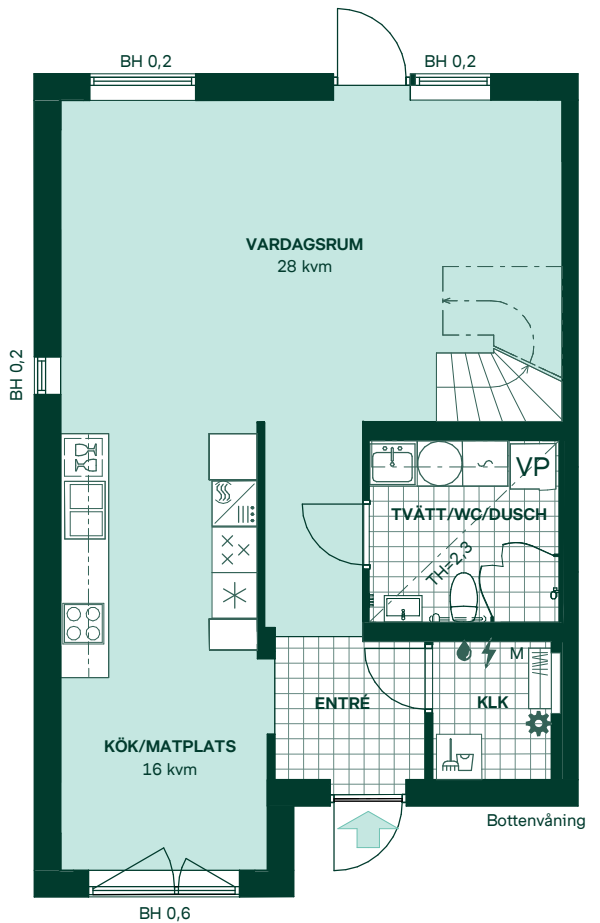 BH 0,2
BH 0,2
VARDAGSRUM
28 kvm
BH 0,2
VP
TVÄTT/WC/DUSCH
TH=2,3
M
ENTRÉ
KLK
KÖK/MATPLATS
16 kvm
Bottenvåning
BH 0,6